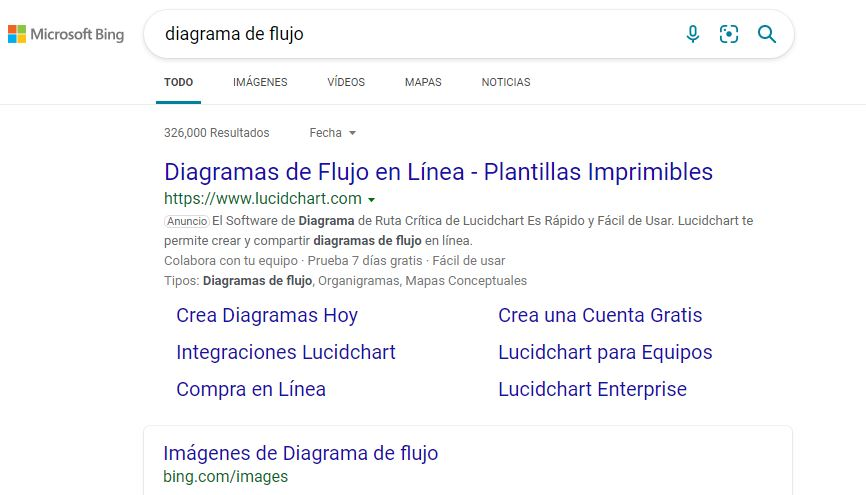 Microsoft Bing
diagrama de flujo
TODO IMÁGENES VÍDEOS MAPAS NOTICIAS
326,000 Resultados Fecha
Diagramas de Flujo en Línea - Plantillas Imprimibles
https://www.lucidchart.com
Anuncio El Software de Diagrama de Ruta Crítica de Lucidchart Es Rápido y Fácil de Usar. Lucidchart te
permite crear y compartir diagramas de flujo en línea.
Colabora con tu equipo · Prueba 7 días gratis · Fácil de usar
Tipos: Diagramas de flujo, Organigramas, Mapas Conceptuales
Crea Diagramas Hoy Crea una Cuenta Gratis
Integraciones Lucidchart Lucidchart para Equipos
Compra en Línea Lucidchart Enterprise
Imágenes de Diagrama de flujo
bing.com/images